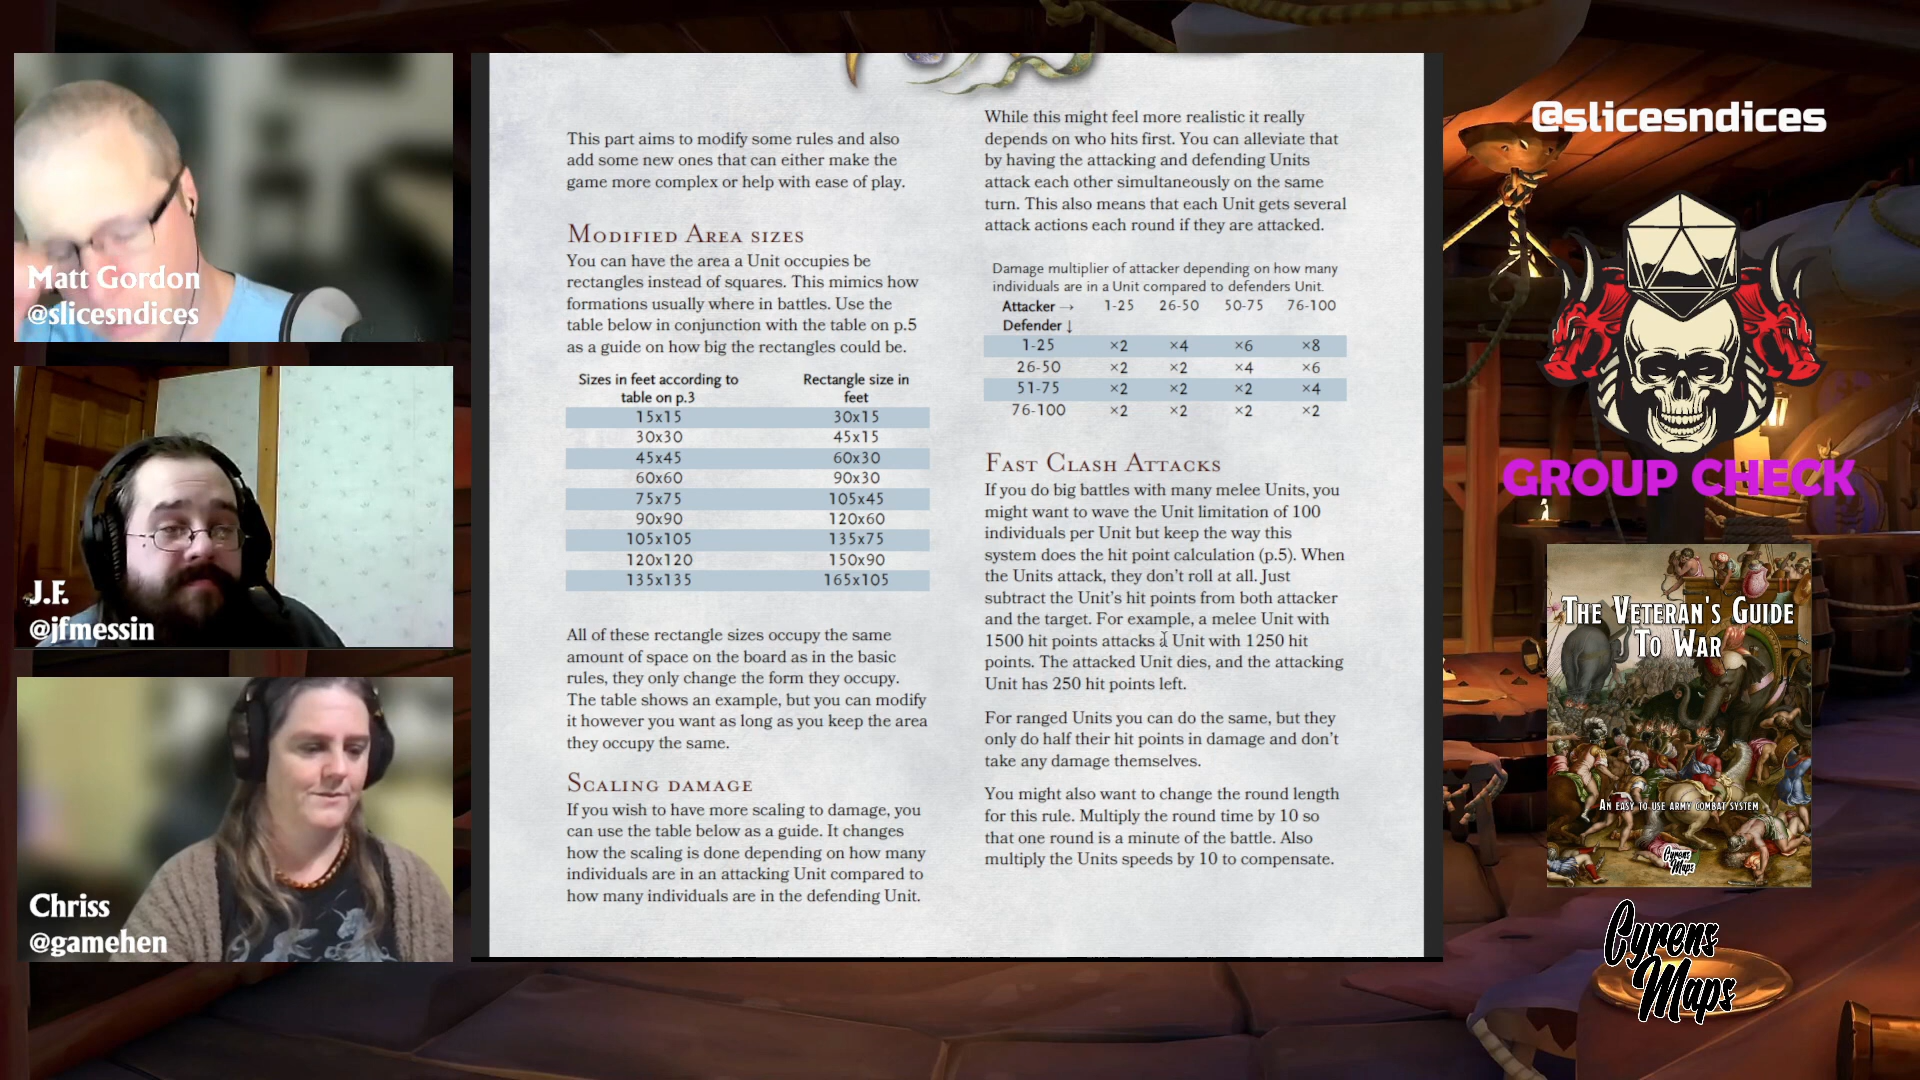 Matt Gordon
@slicesndices
J.F.
@jfmessin
Chriss
@gamehen
This part aims to modify some rules and also
add some new ones that can either make the
game more complex or help with ease of play.
Modified Area sizes
You can have the area a Unit occupies be
rectangles instead of squares. This mimics how
formations usually where in battles. Use the
table below in conjunction with the table on p.5
as a guide on how big the rectangles could be.
Sizes in feet according to Rectangle size in
table on p.3 feet
15x15 30x15
30x30 45x15
45x45 60x30
60x60 90x30
75x75 105x45
90x90 120x60
105x105 135x75
120x120 150x90
135x135 165x105
All of these rectangle sizes occupy the same
amount of space on the board as in the basic
rules, they only change the form they occupy.
The table shows an example, but you can modify
it however you want as long as you keep the area
they occupy the same.
Scaling damage
If you wish to have more scaling to damage, you
can use the table below as a guide. It changes
how the scaling is done depending on how many
individuals are in an attacking Unit compared to
how many individuals are in the defending Unit.
While this might feel more realistic it really
depends on who hits first. You can alleviate that
by having the attacking and defending Units
attack each other simultaneously on the same
turn. This also means that each Unit gets several
attack actions each round if they are attacked.
Damage multiplier of attacker depending on how many
individuals are in a Unit compared to defenders Unit.
Attacker → 1-25 26-50 50-75 76-100
Defender ↓
1-25 ×2 ×4 ×6 ×8
26-50 ×2 ×2 ×4 ×6
51-75 ×2 ×2 ×2 ×4
76-100 ×2 ×2 ×2 ×2
Fast Clash Attacks
If you do big battles with many melee Units, you
might want to wave the Unit limitation of 100
individuals per Unit but keep the way this
system does the hit point calculation (p.5). When
the Units attack, they don't roll at all. Just
subtract the Unit's hit points from both attacker
and the target. For example, a melee Unit with
1500 hit points attacks a Unit with 1250 hit
points. The attacked Unit dies, and the attacking
Unit has 250 hit points left.
For ranged Units you can do the same, but they
only do half their hit points in damage and don't
take any damage themselves.
You might also want to change the round length
for this rule. Multiply the round time by 10 so
that one round is a minute of the battle. Also
multiply the Units speeds by 10 to compensate.
@slicesndices
GROUP CHECK
The Veteran's Guide
To War
An easy to use army combat system
Cyrens
Maps
Cyrens
Maps